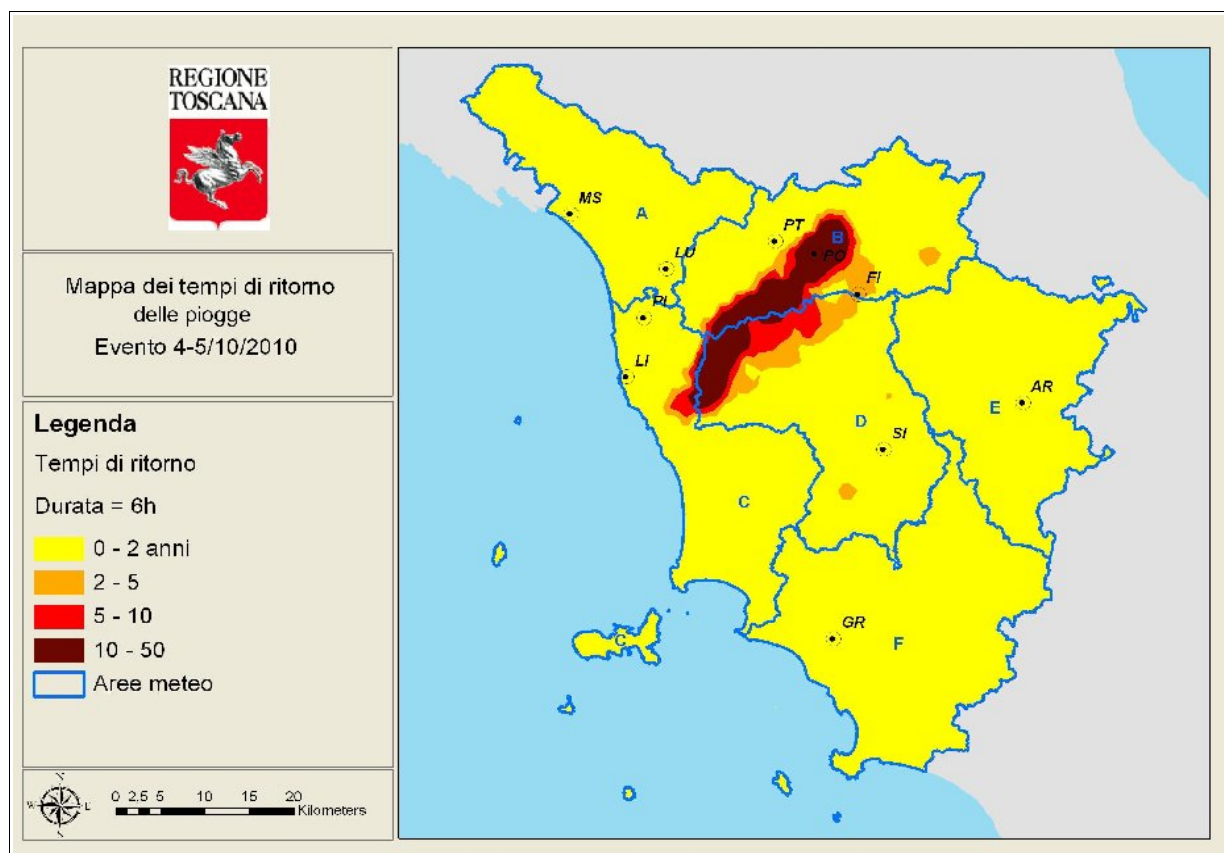 REGIONE
TOSCANA
Mappa dei tempi di ritorno
delle piogge
Evento 4-5/10/2010
Legenda
Tempi di ritorno
Durata = 6h
0 - 2 anni
2 - 5
5 - 10
10 - 50
Aree meteo
N
W
E
S
0 2,5 5 10 15 20
Kilometers
MS
A
LU
PT
B
PO
FI
PI
LI
E
AR
D
SI
C
C
GR
F